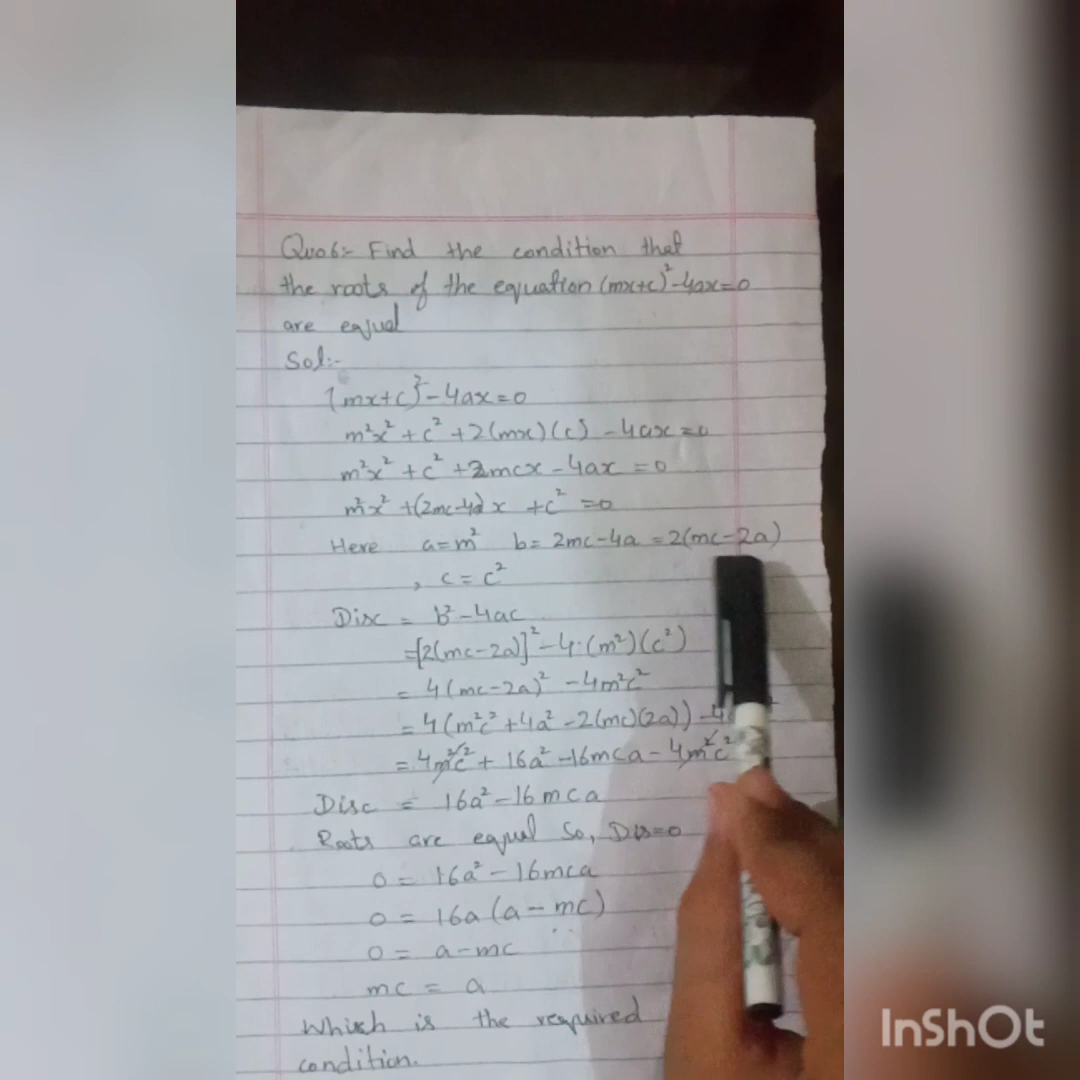 Quo6:- Find the condition that
the roots of the equation (mx+c)²-4ax=0
are equal
Sol:-
(mx+c)²-4ax=0
m²x²+c²+2(mx)(c)-4ax=0
m²x²+c²+2mcx-4ax=0
m²x²+(2mc-4a)x+c²=0
Here a=m² b=2mc-4a=2(mc-2a)
, c=c²
Disc = b²-4ac
=[2(mc-2a)]²-4·(m²)(c²)
= 4(mc-2a)²-4m²c²
= 4(m²c²+4a²-2(mc)(2a))-4
= 4m²c²+16a²-16mca-4m²c²
Disc = 16a²-16mca
Roots are equal So, Dis=0
0 = 16a²-16mca
0 = 16a(a-mc)
0 = a-mc
mc = a
Which is the required
condition.
InShOt